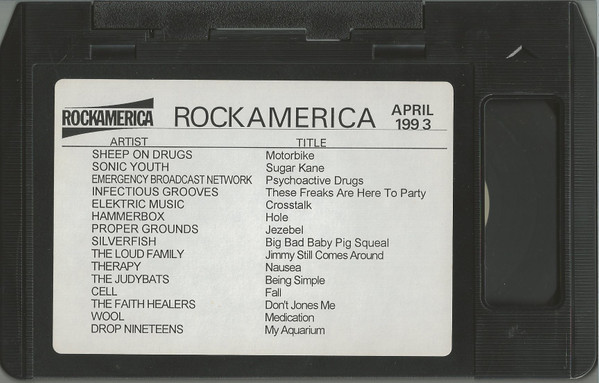 ROCKAMERICA ROCKAMERICA APRIL 1993
ARTIST TITLE
SHEEP ON DRUGS Motorbike
SONIC YOUTH Sugar Kane
EMERGENCY BROADCAST NETWORK Psychoactive Drugs
INFECTIOUS GROOVES These Freaks Are Here To Party
ELEKTRIC MUSIC Crosstalk
HAMMERBOX Hole
PROPER GROUNDS Jezebel
SILVERFISH Big Bad Baby Pig Squeal
THE LOUD FAMILY Jimmy Still Comes Around
THERAPY Nausea
THE JUDYBATS Being Simple
CELL Fall
THE FAITH HEALERS Don't Jones Me
WOOL Medication
DROP NINETEENS My Aquarium